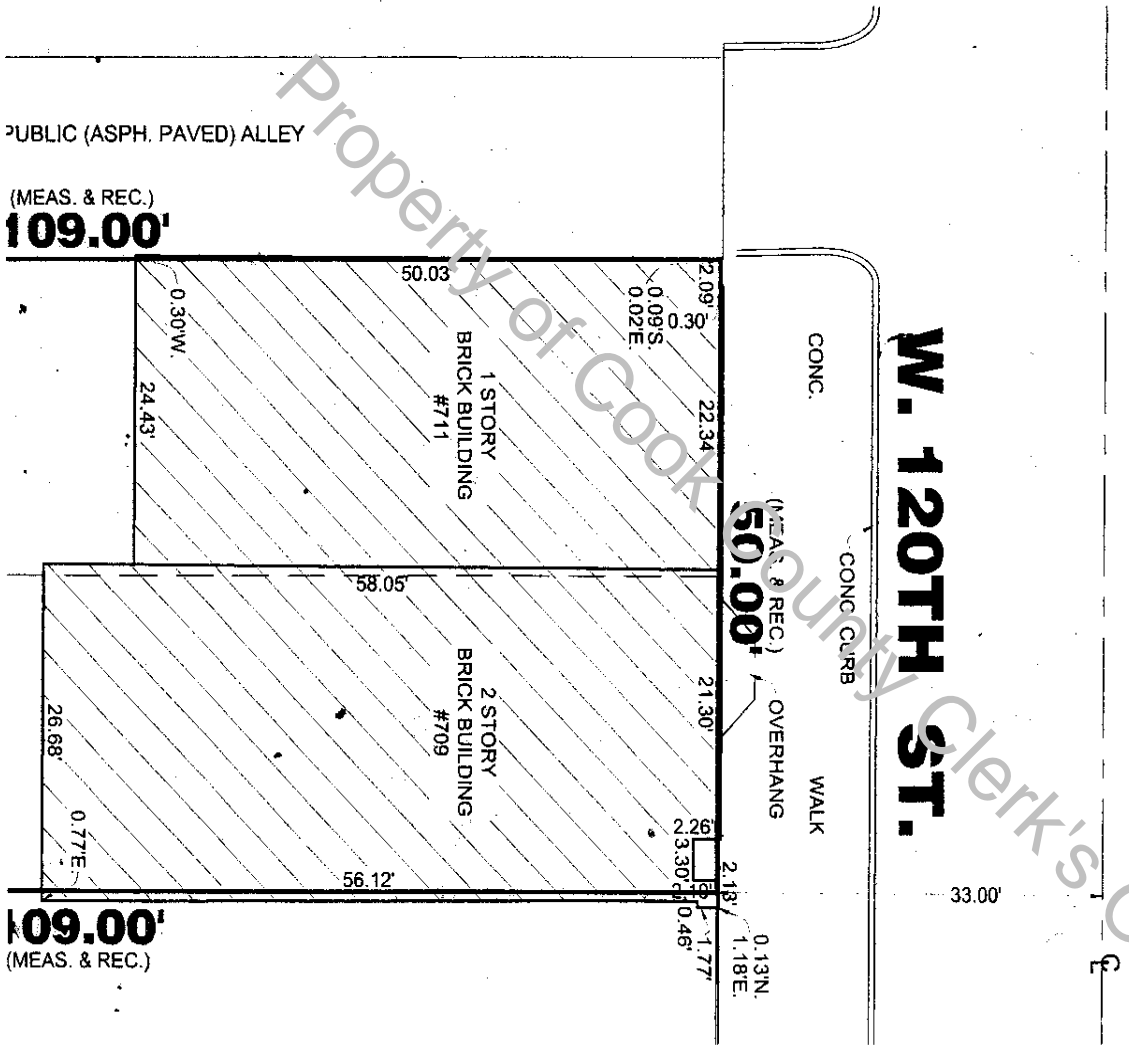 PUBLIC (ASPH. PAVED) ALLEY
(MEAS. & REC.)
109.00'
50.03
2.09'
0.30'
0.09'S.
0.02'E.
0.30'W.
24.43'
22.34
1 STORY
BRICK BUILDING
#711
CONC.
W. 120TH ST.
(MEAS. & REC.)
50.00'
CONC CURB
58.05'
2 STORY
BRICK BUILDING
#709
21.30'
OVERHANG
WALK
26.68'
0.77'E.
2.26'
3.30'
2.13'
56.12'
0.46'
1.77'
0.13'N.
1.18'E.
33.00'
109.00'
(MEAS. & REC.)
Property of Cook County Clerk's